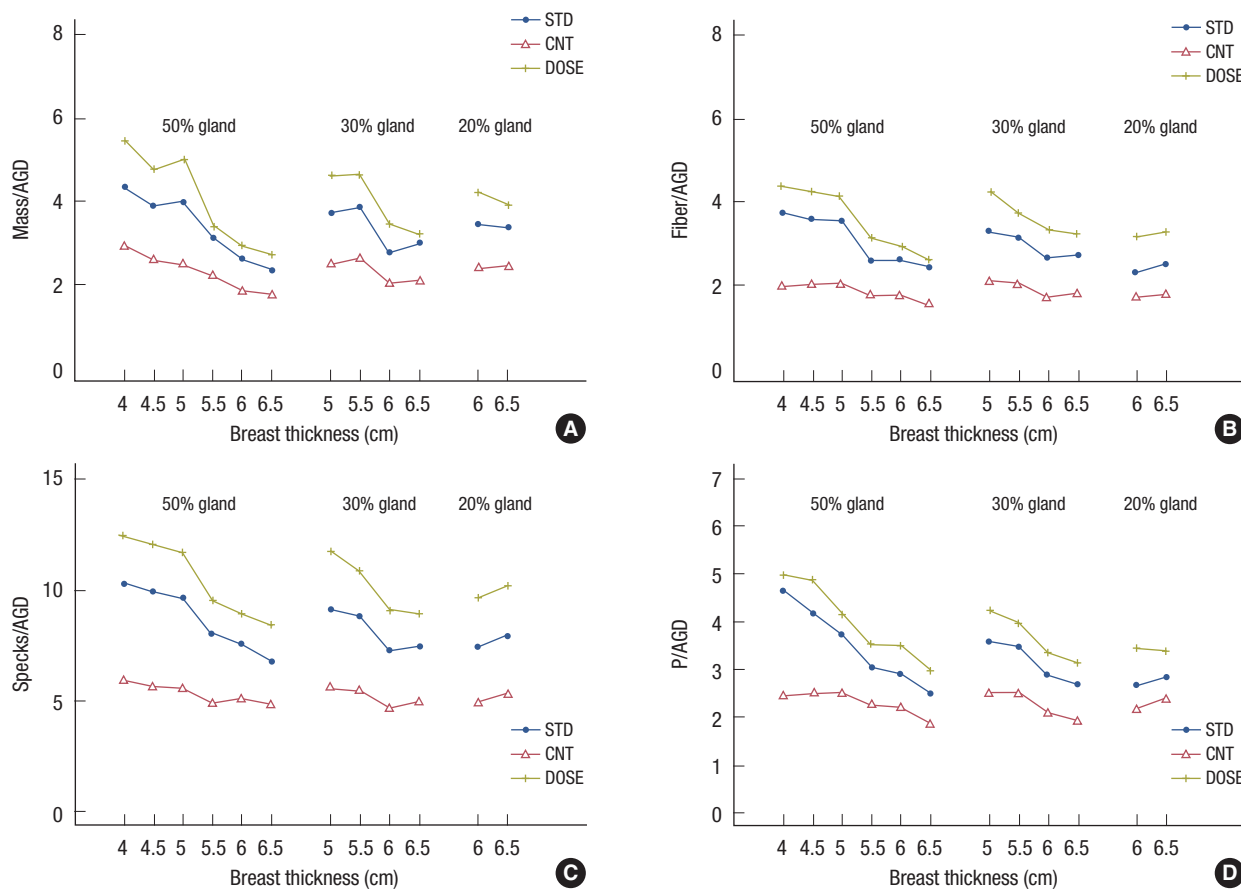 8
6
4
2
0
Mass/AGD
STD
CNT
DOSE
50% gland
30% gland
20% gland
4 4.5 5 5.5 6 6.5 5 5.5 6 6.5 6 6.5
Breast thickness (cm)
A
8
6
4
2
0
Fiber/AGD
STD
CNT
DOSE
50% gland
30% gland
20% gland
4 4.5 5 5.5 6 6.5 5 5.5 6 6.5 6 6.5
Breast thickness (cm)
B
15
10
5
0
Specks/AGD
50% gland
30% gland
20% gland
STD
CNT
DOSE
4 4.5 5 5.5 6 6.5 5 5.5 6 6.5 6 6.5
Breast thickness (cm)
C
7
6
5
4
3
2
1
0
P/AGD
50% gland
30% gland
20% gland
STD
CNT
DOSE
4 4.5 5 5.5 6 6.5 5 5.5 6 6.5 6 6.5
Breast thickness (cm)
D